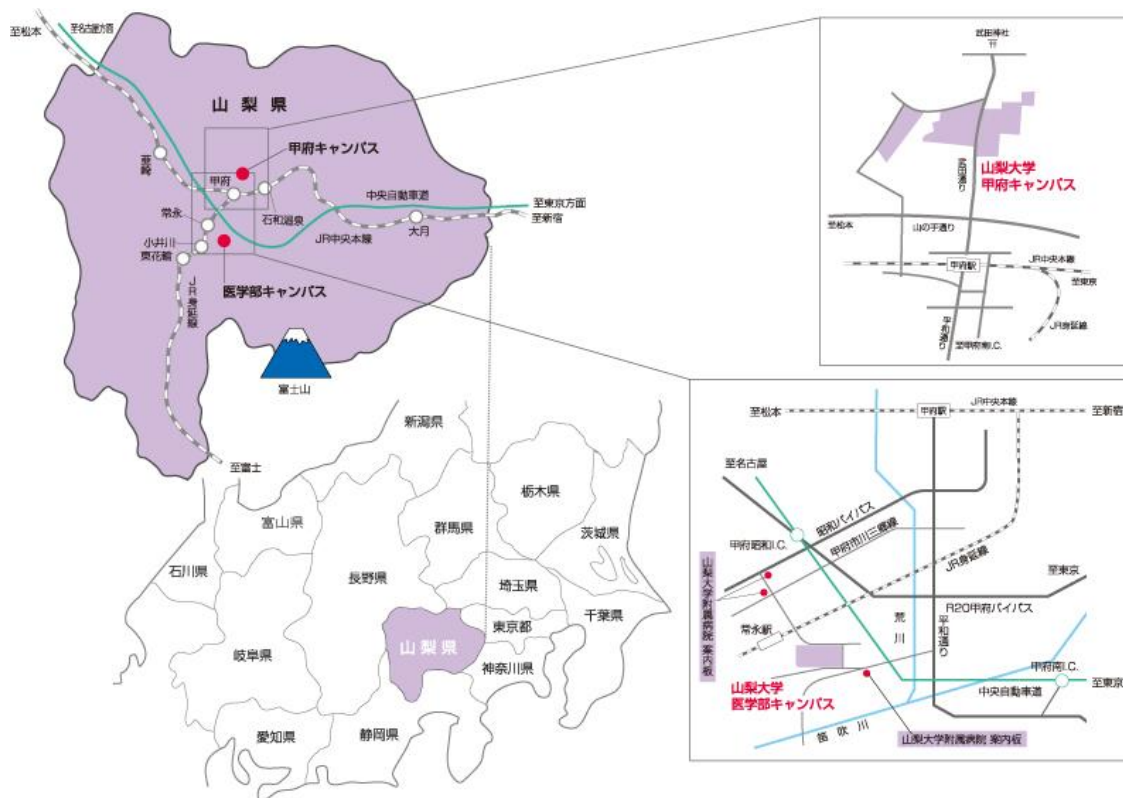 至松本
至名古屋方面
山梨県
甲府キャンパス
韮崎
甲府
石和温泉
中央自動車道
至東京方面
至新宿
大月
JR中央本線
常永
小井川
東花輪
医学部キャンパス
JR身延線
富士山
至富士
武田神社
武田通り
山梨大学
甲府キャンパス
至松本
山の手通り
甲府駅
JR中央本線
至東京
平和通り
至甲府南I.C.
JR身延線
新潟県
富山県
石川県
栃木県
群馬県
茨城県
長野県
埼玉県
千葉県
東京都
山梨県
神奈川県
岐阜県
愛知県
静岡県
至松本
甲府駅
JR中央本線
至新宿
至名古屋
昭和バイパス
甲府昭和I.C.
甲府市川三郷線
JR身延線
山梨大学附属病院 案内板
至東京
R20甲府バイパス
常永駅
荒川
平和通り
甲府南I.C.
中央自動車道
至東京
山梨大学
医学部キャンパス
笛吹川
山梨大学附属病院 案内板